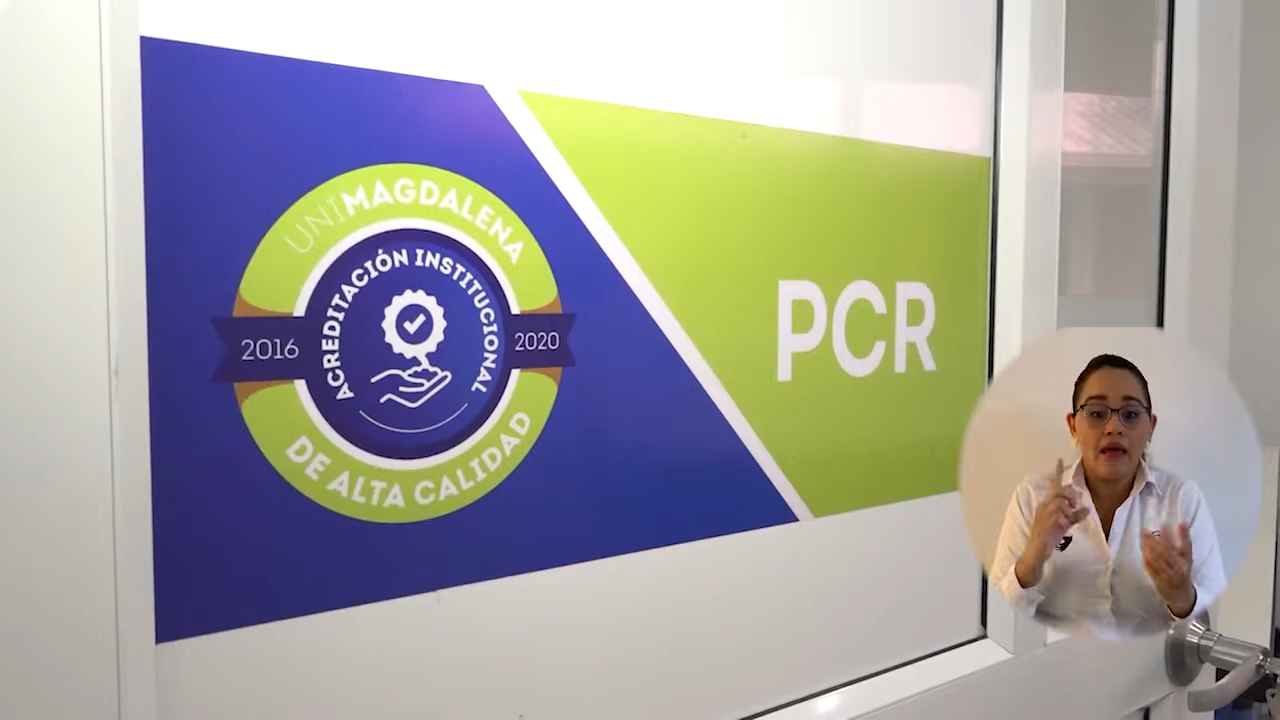 UNIMAGDALENA
ACREDITACIÓN INSTITUCIONAL
2016
2020
DE ALTA CALIDAD
PCR